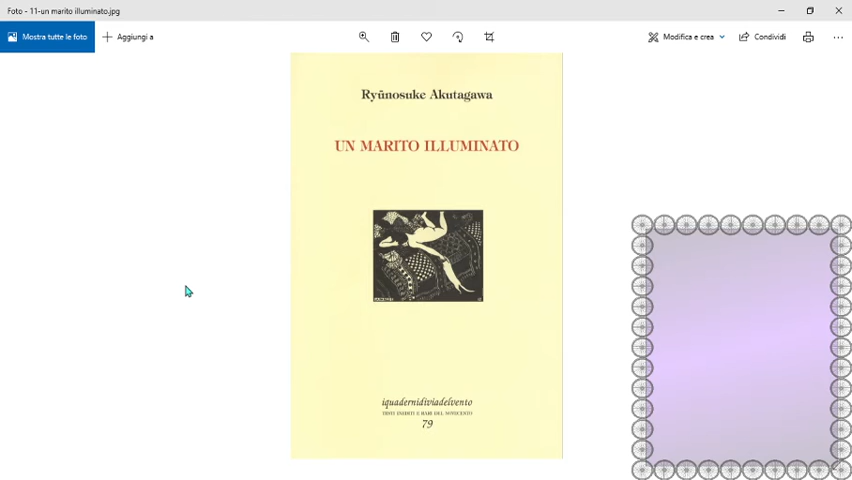 Foto - 11-un marito illuminato.jpg
Mostra tutte le foto
Aggiungi a
Modifica e crea
Condividi
Ryūnosuke Akutagawa
UN MARITO ILLUMINATO
iquadernidiviadelvento
TESTI INEDITI E RARI DEL NOVECENTO
79